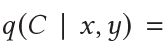 q(C | x, y) =